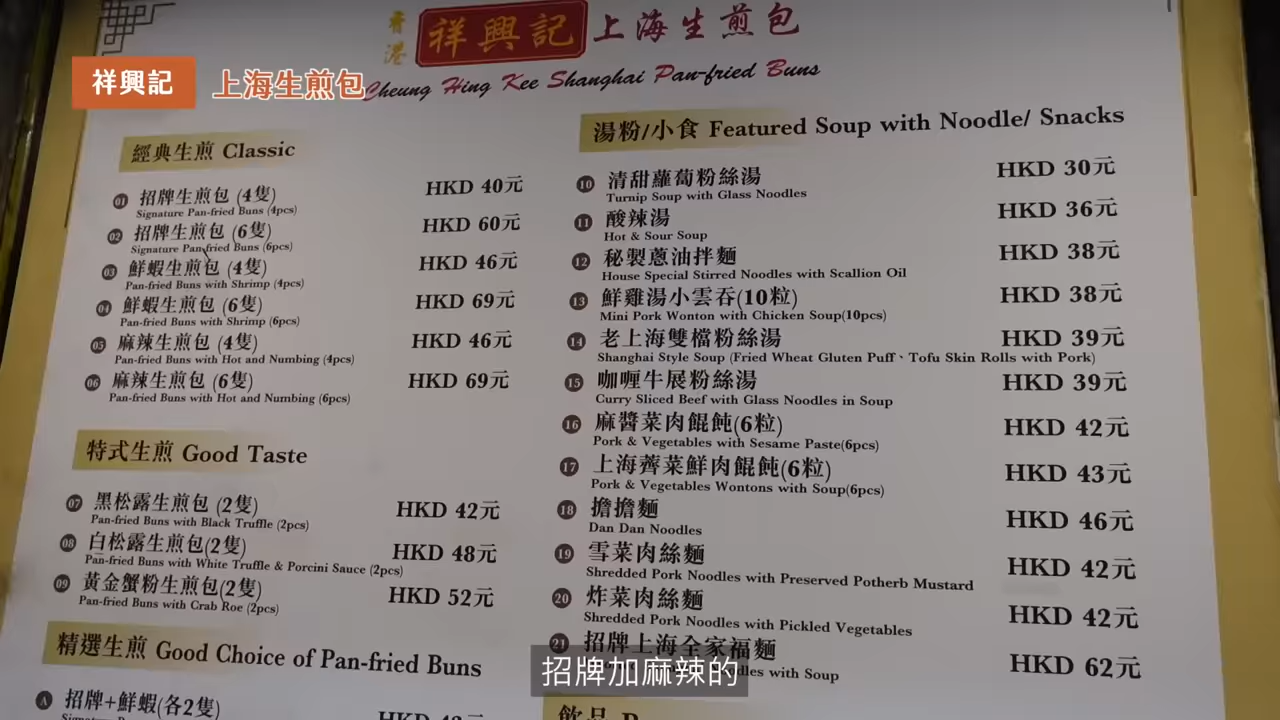 香港 祥興記 上海生煎包
Cheung Hing Kee Shanghai Pan-fried Buns
祥興記 上海生煎包
經典生煎 Classic
01 招牌生煎包 (4隻) HKD 40元
Signature Pan-fried Buns (4pcs)
02 招牌生煎包 (6隻) HKD 60元
Signature Pan-fried Buns (6pcs)
03 鮮蝦生煎包 (4隻) HKD 46元
Pan-fried Buns with Shrimp (4pcs)
04 鮮蝦生煎包 (6隻) HKD 69元
Pan-fried Buns with Shrimp (6pcs)
05 麻辣生煎包 (4隻) HKD 46元
Pan-fried Buns with Hot and Numbing (4pcs)
06 麻辣生煎包 (6隻) HKD 69元
Pan-fried Buns with Hot and Numbing (6pcs)
特式生煎 Good Taste
07 黑松露生煎包 (2隻) HKD 42元
Pan-fried Buns with Black Truffle (2pcs)
08 白松露生煎包(2隻) HKD 48元
Pan-fried Buns with White Truffle & Porcini Sauce (2pcs)
09 黃金蟹粉生煎包(2隻) HKD 52元
Pan-fried Buns with Crab Roe (2pcs)
精選生煎 Good Choice of Pan-fried Buns
A 招牌+鮮蝦(各2隻)
湯粉/小食 Featured Soup with Noodle/ Snacks
10 清甜蘿蔔粉絲湯 HKD 30元
Turnip Soup with Glass Noodles
11 酸辣湯 HKD 36元
Hot & Sour Soup
12 秘製蔥油拌麵 HKD 38元
House Special Stirred Noodles with Scallion Oil
13 鮮雞湯小雲吞(10粒) HKD 38元
Mini Pork Wonton with Chicken Soup(10pcs)
14 老上海雙檔粉絲湯 HKD 39元
Shanghai Style Soup (Fried Wheat Gluten Puff、Tofu Skin Rolls with Pork)
15 咖喱牛展粉絲湯 HKD 39元
Curry Sliced Beef with Glass Noodles in Soup
16 麻醬菜肉餛飩(6粒) HKD 42元
Pork & Vegetables with Sesame Paste(6pcs)
17 上海薺菜鮮肉餛飩(6粒) HKD 43元
Pork & Vegetables Wontons with Soup(6pcs)
18 擔擔麵 HKD 46元
Dan Dan Noodles
19 雪菜肉絲麵 HKD 42元
Shredded Pork Noodles with Preserved Potherb Mustard
20 炸菜肉絲麵 HKD 42元
Shredded Pork Noodles with Pickled Vegetables
21 招牌上海全家福麵 HKD 62元
Noodles with Soup
飲品
招牌加麻辣的